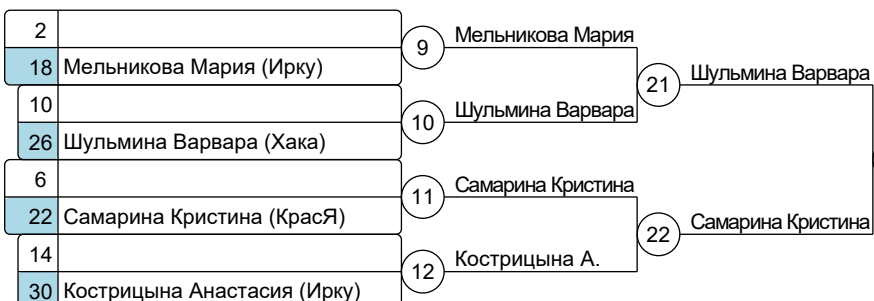 2
18 Мельникова Мария (Ирку)
10
26 Шульмина Варвара (Хака)
6
22 Самарина Кристина (КрасЯ)
14
30 Кострицына Анастасия (Ирку)
9 Мельникова Мария
10 Шульмина Варвара
11 Самарина Кристина
12 Кострицына А.
21 Шульмина Варвара
22 Самарина Кристина